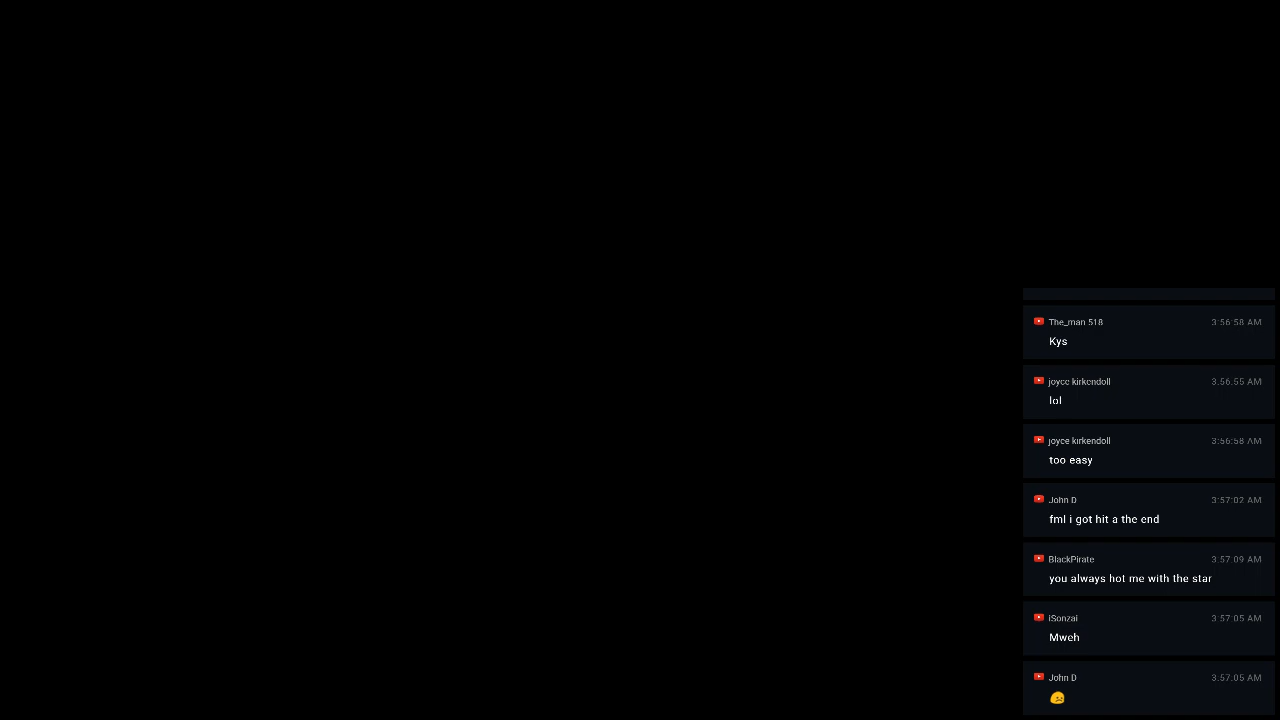 The_man 518 3:56:58 AM
Kys
joyce kirkendoll 3:56:55 AM
lol
joyce kirkendoll 3:56:58 AM
too easy
John D 3:57:02 AM
fml i got hit a the end
BlackPirate 3:57:09 AM
you always hot me with the star
iSonzai 3:57:05 AM
Mweh
John D 3:57:05 AM